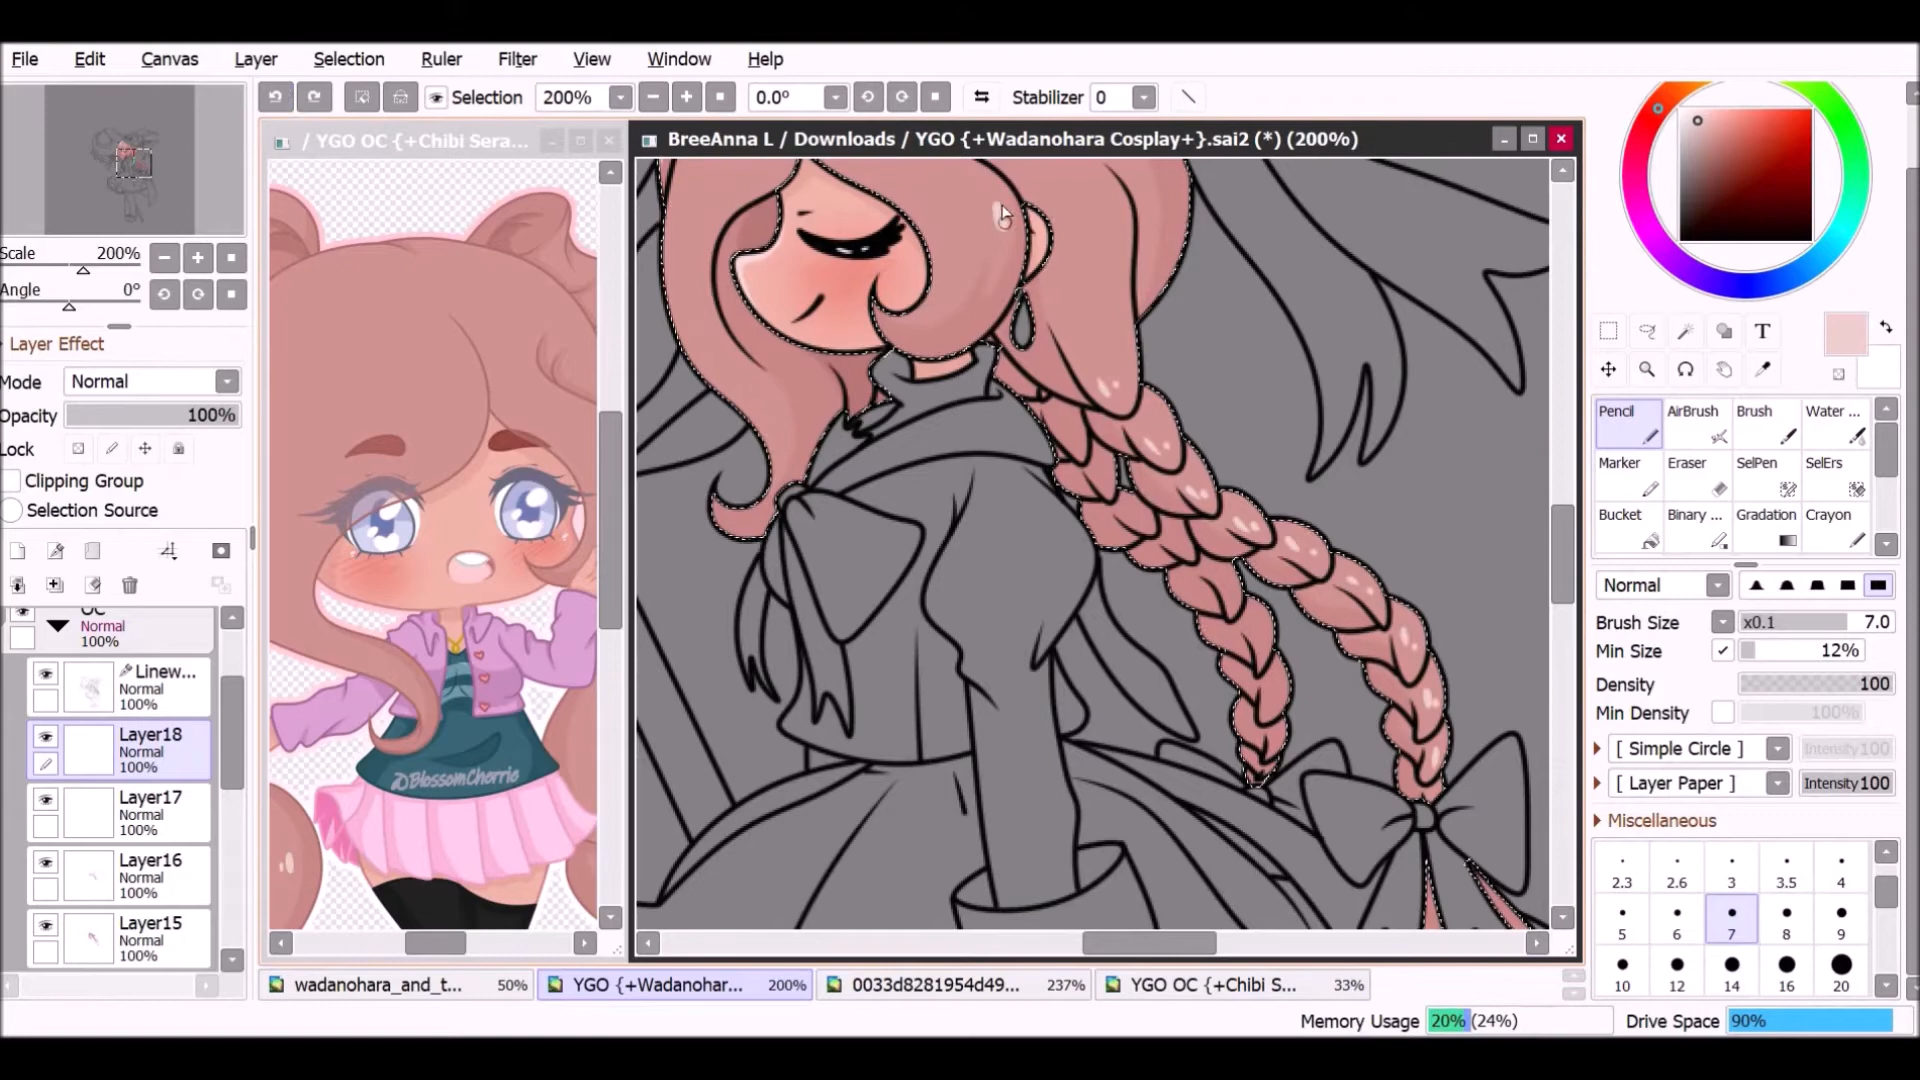 File Edit Canvas Layer Selection Ruler Filter View Window Help
Selection 200% 0.0° Stabilizer 0
/ YGO OC {+Chibi Sera...
BreeAnna L / Downloads / YGO {+Wadanohara Cosplay+}.sai2 (*) (200%)
Scale 200%
Angle 0°
Layer Effect
Mode Normal
Opacity 100%
Lock
Clipping Group
Selection Source
OC
Normal
100%
Linew...
Normal
100%
Layer18
Normal
100%
Layer17
Normal
100%
Layer16
Normal
100%
Layer15
Normal
100%
BlossomCherrie
T
Pencil AirBrush Brush Water ...
Marker Eraser SelPen SelErs
Bucket Binary ... Gradation Crayon
Normal
Brush Size x0.1 7.0
Min Size 12%
Density 100
Min Density 100%
[ Simple Circle ] Intensity 100
[ Layer Paper ] Intensity 100
Miscellaneous
2.3 2.6 3 3.5 4
5 6 7 8 9
10 12 14 16 20
wadanohara_and_t... 50% YGO {+Wadanohar... 200% 0033d8281954d49... 237% YGO OC {+Chibi S... 33%
Memory Usage 20% (24%) Drive Space 90%